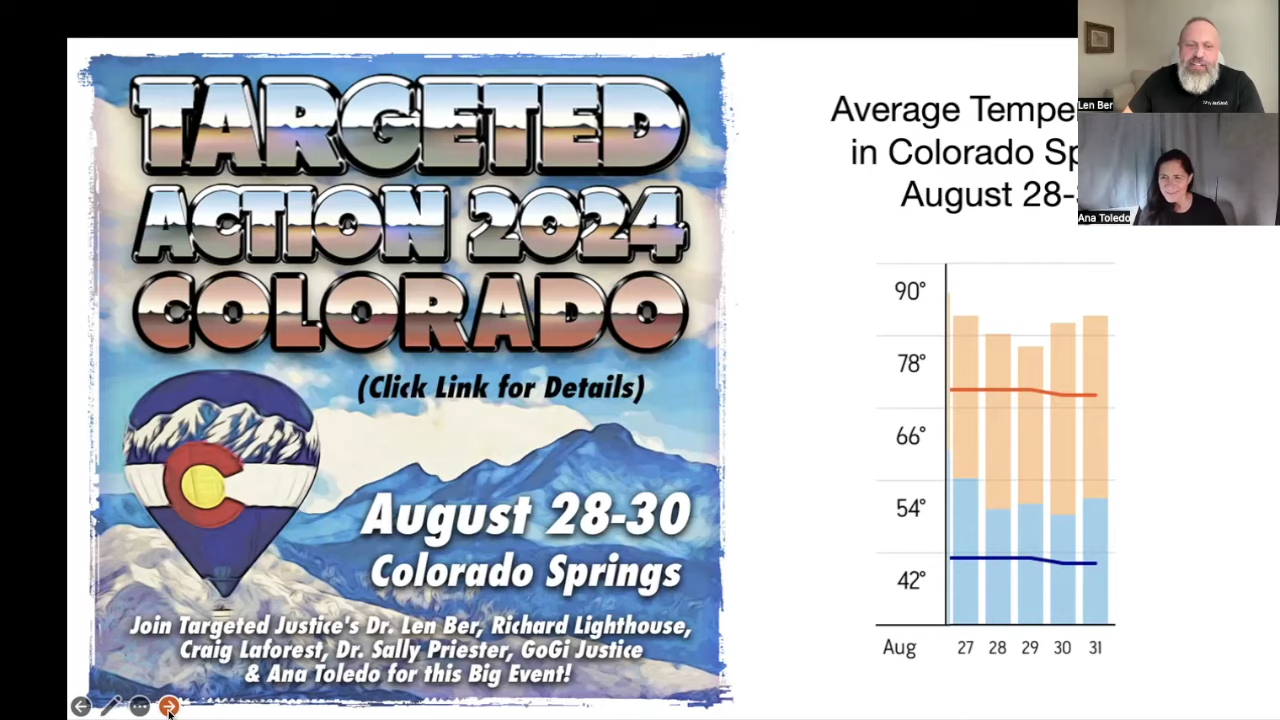 TARGETED
ACTION 2024
COLORADO
(Click Link for Details)
August 28-30
Colorado Springs
Join Targeted Justice's Dr. Len Ber, Richard Lighthouse,
Craig Laforest, Dr. Sally Priester, GoGi Justice
& Ana Toledo for this Big Event!
Average Tempe
in Colorado Sp
August 28-
90°
78°
66°
54°
42°
Aug 27 28 29 30 31
Len Ber
Ana Toledo